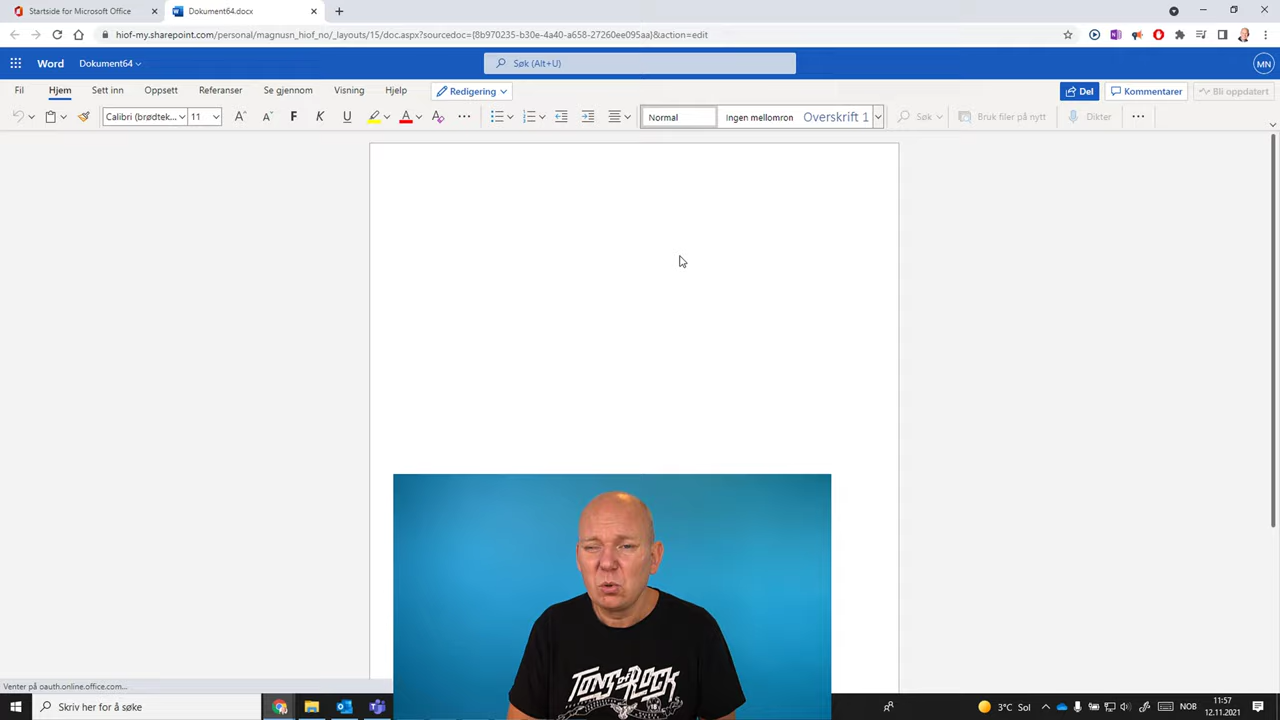 Startside for Microsoft Office
Dokument64.docx
hiof-my.sharepoint.com/personal/magnusn_hiof_no/_layouts/15/doc.aspx?sourcedoc={8b970235-b30e-4a40-a658-27260ee095aa}&action=edit
Word Dokument64
Søk (Alt+U)
MN
Fil Hjem Sett inn Oppsett Referanser Se gjennom Visning Hjelp Redigering Del Kommentarer Bli oppdatert
Calibri (brødtek... 11 F K U Normal Ingen mellomrom Overskrift 1 Søk Bruk filer på nytt Dikter
TONS OF ROCK
Venter på oauth.online.office.com...
Skriv her for å søke
3°C Sol
NOB
11:57
12.11.2021